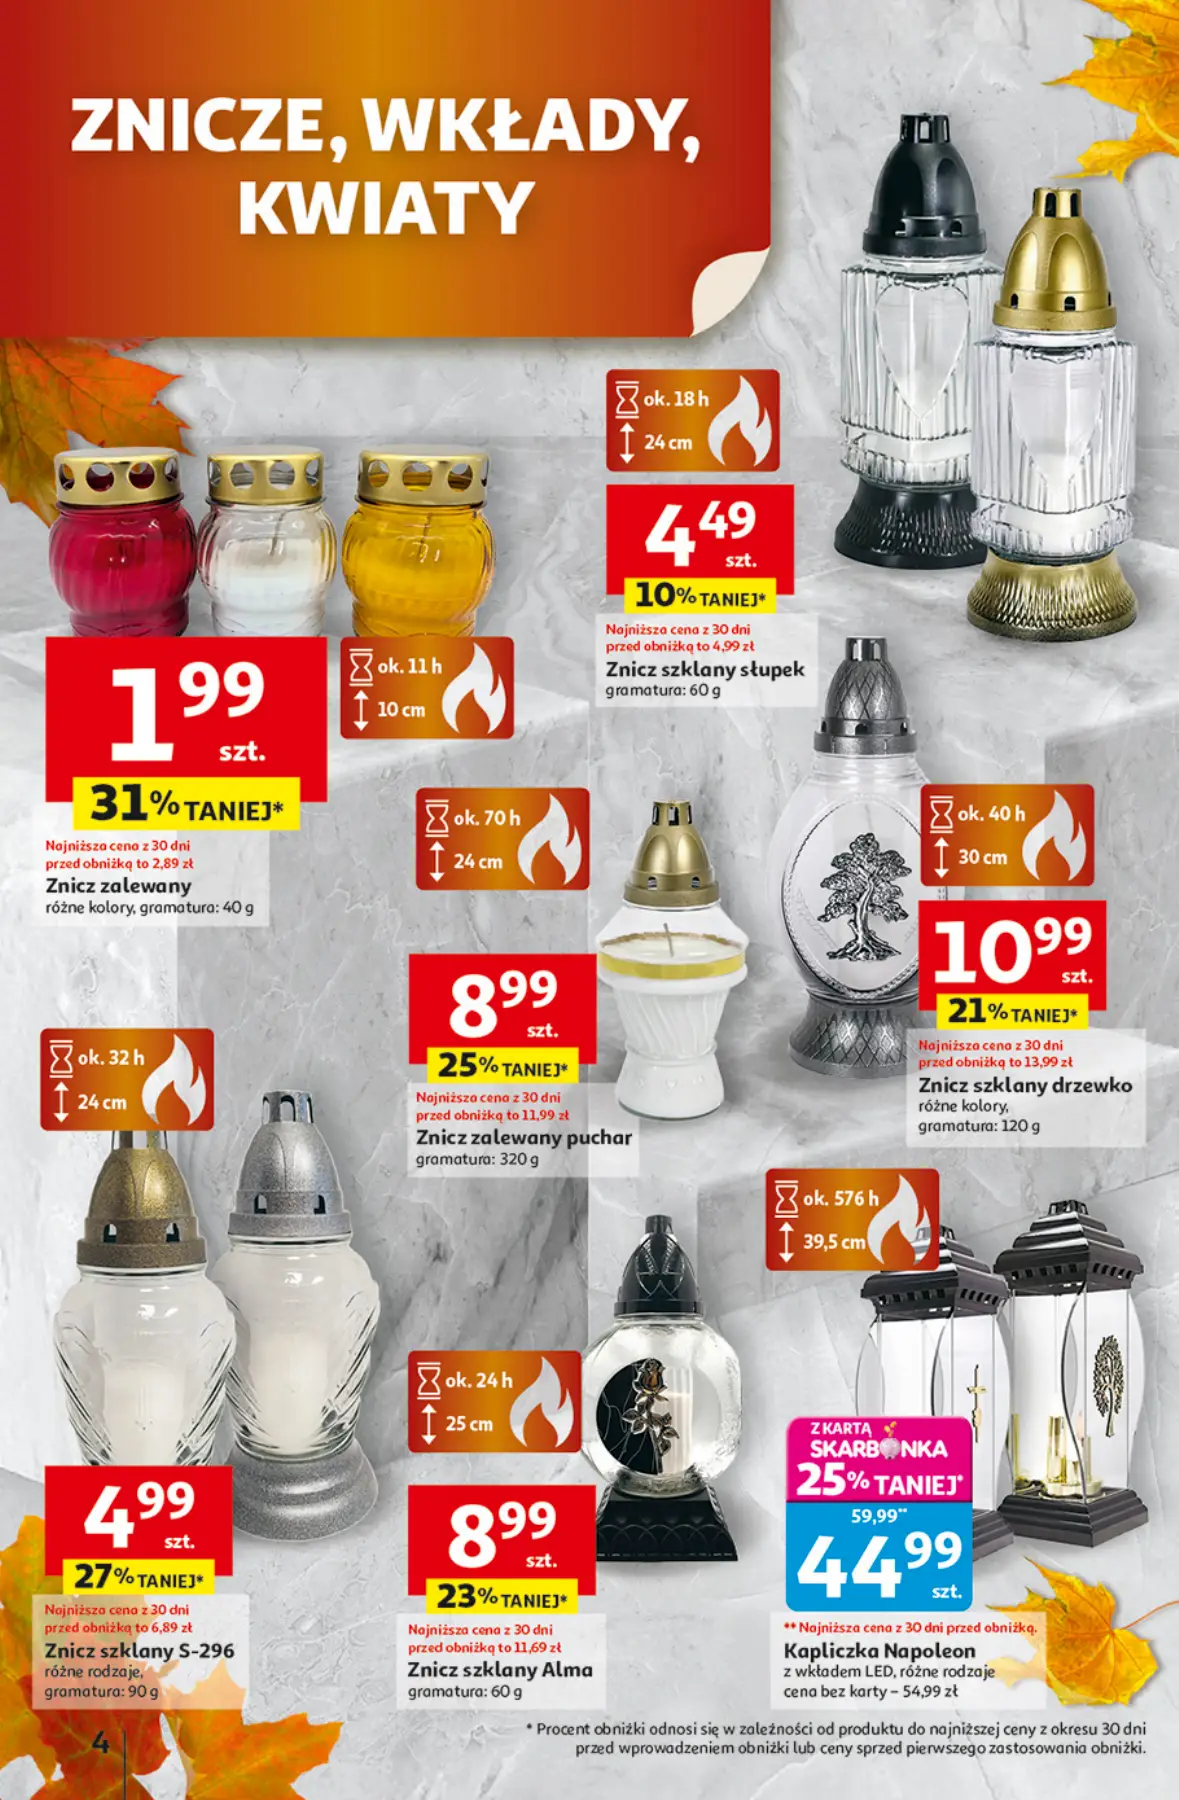 ZNICZE, WKŁADY,
KWIATY
ok. 18 h
24 cm
4 49
szt.
10% TANIEJ*
Najniższa cena z 30 dni
przed obniżką to 4,99 zł
Znicz szklany słupek
gramatura: 60 g
ok. 11 h
10 cm
1 99
szt.
31% TANIEJ*
Najniższa cena z 30 dni
przed obniżką to 2,89 zł
Znicz zalewany
różne kolory, gramatura: 40 g
ok. 70 h
24 cm
8 99
szt.
25% TANIEJ*
Najniższa cena z 30 dni
przed obniżką to 11,99 zł
Znicz zalewany puchar
gramatura: 320 g
ok. 40 h
30 cm
10 99
szt.
21% TANIEJ*
Najniższa cena z 30 dni
przed obniżką to 13,99 zł
Znicz szklany drzewko
różne kolory,
gramatura: 120 g
ok. 32 h
24 cm
4 99
szt.
27% TANIEJ*
Najniższa cena z 30 dni
przed obniżką to 6,89 zł
Znicz szklany S-296
różne rodzaje,
gramatura: 90 g
ok. 24 h
25 cm
8 99
szt.
23% TANIEJ*
Najniższa cena z 30 dni
przed obniżką to 11,69 zł
Znicz szklany Alma
gramatura: 60 g
ok. 576 h
39,5 cm
Z KARTĄ
SKARBONKA
25% TANIEJ*
59,99**
44 99
szt.
** Najniższa cena z 30 dni przed obniżką.
Kapliczka Napoleon
z wkładem LED, różne rodzaje
cena bez karty – 54,99 zł
* Procent obniżki odnosi się w zależności od produktu do najniższej ceny z okresu 30 dni
przed wprowadzeniem obniżki lub ceny sprzed pierwszego zastosowania obniżki.
4